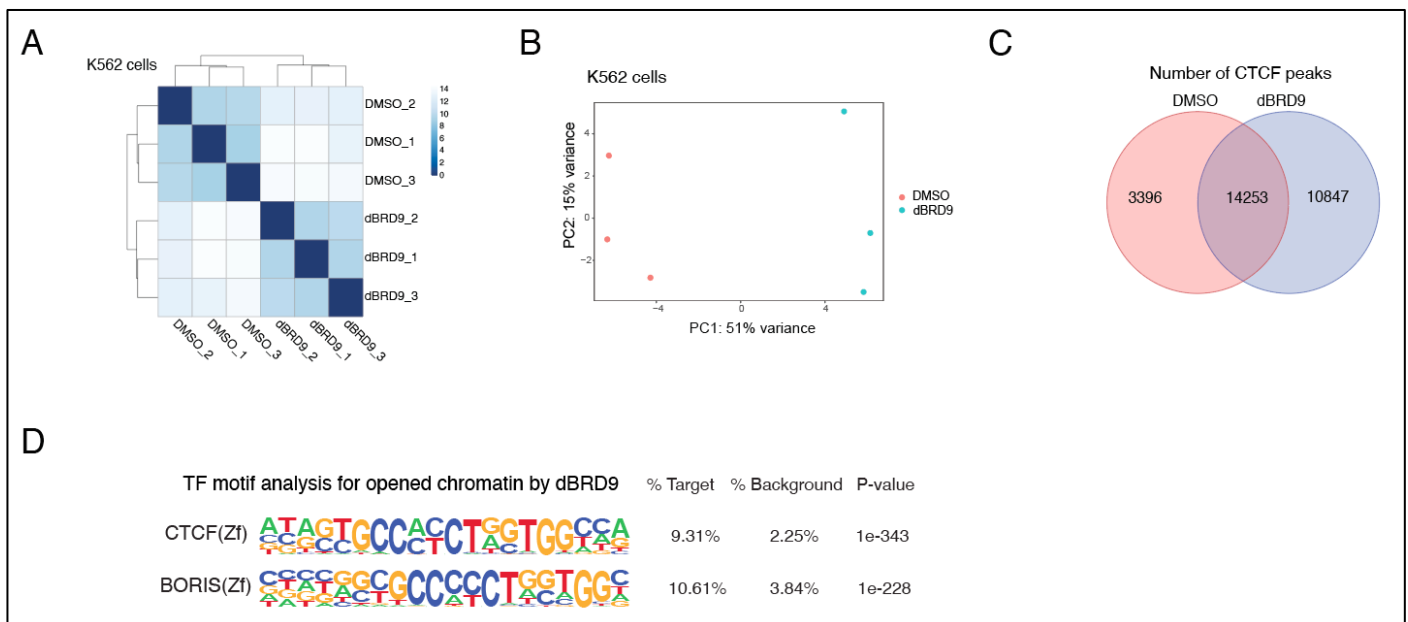 A
K562 cells
DMSO_2
DMSO_1
DMSO_3
dBRD9_2
dBRD9_1
dBRD9_3
14
12
10
8
6
4
2
0
DMSO_2
DMSO_1
DMSO_3
dBRD9_2
dBRD9_1
dBRD9_3
B
K562 cells
PC2: 15% variance
4
2
0
−2
−4
0
4
PC1: 51% variance
DMSO
dBRD9
C
Number of CTCF peaks
DMSO dBRD9
3396 14253 10847
D
TF motif analysis for opened chromatin by dBRD9 % Target % Background P-value
CTCF(Zf) 9.31% 2.25% 1e-343
BORIS(Zf) 10.61% 3.84% 1e-228